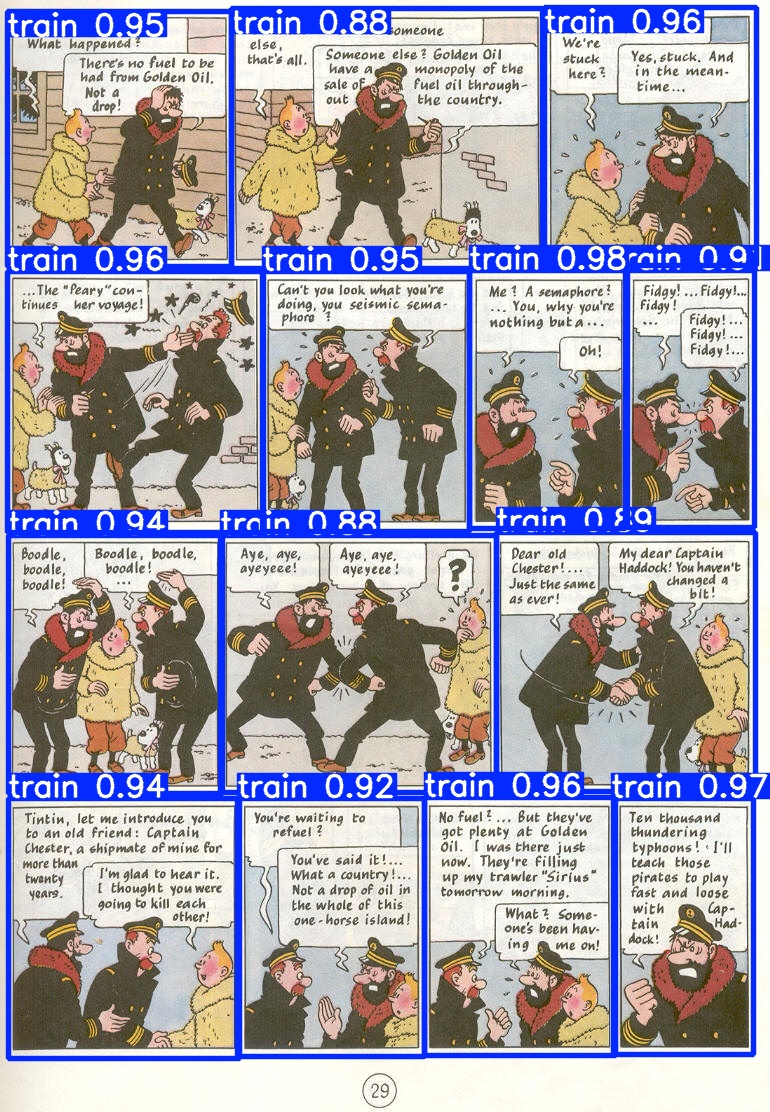 train 0.95
What happened?
There's no fuel to be
had from Golden Oil.
Not a
drop!
train 0.88
someone
else,
that's all.
Someone else? Golden Oil
have a monopoly of the
sale of fuel oil through-
out the country.
train 0.96
We're
stuck
here?
Yes, stuck. And
in the mean-
time...
train 0.96
...The "Peary" con-
tinues her voyage!
train 0.95
Can't you look what you're
doing, you seismic sema-
phore?
train 0.98
Me? A semaphore?
...You, why you're
nothing but a...
Oh!
train 0.91
Fidgy!...Fidgy!...
Fidgy!
...
Fidgy!...
Fidgy!...
Fidgy!...
train 0.94
Boodle,
boodle,
boodle!
Boodle, boodle,
boodle!
...
train 0.88
Aye, aye,
ayeyeee!
Aye, aye,
ayeyeee!
?
train 0.89
Dear old
Chester!...
Just the same
as ever!
My dear Captain
Haddock! You haven't
changed a
bit!
train 0.94
Tintin, let me introduce you
to an old friend: Captain
Chester, a shipmate of mine for
more than
twenty
years.
I'm glad to hear it.
I thought you were
going to kill each
other!
train 0.92
You're waiting to
refuel?
You've said it!...
What a country!...
Not a drop of oil in
the whole of this
one-horse island!
train 0.96
No fuel?... But they've
got plenty at Golden
Oil. I was there just
now. They're filling
up my trawler "Sirius"
tomorrow morning.
What? Some-
one's been hav-
ing me on!
train 0.97
Ten thousand
thundering
typhoons! I'll
teach those
pirates to play
fast and loose
with Cap-
tain Had-
dock!
29